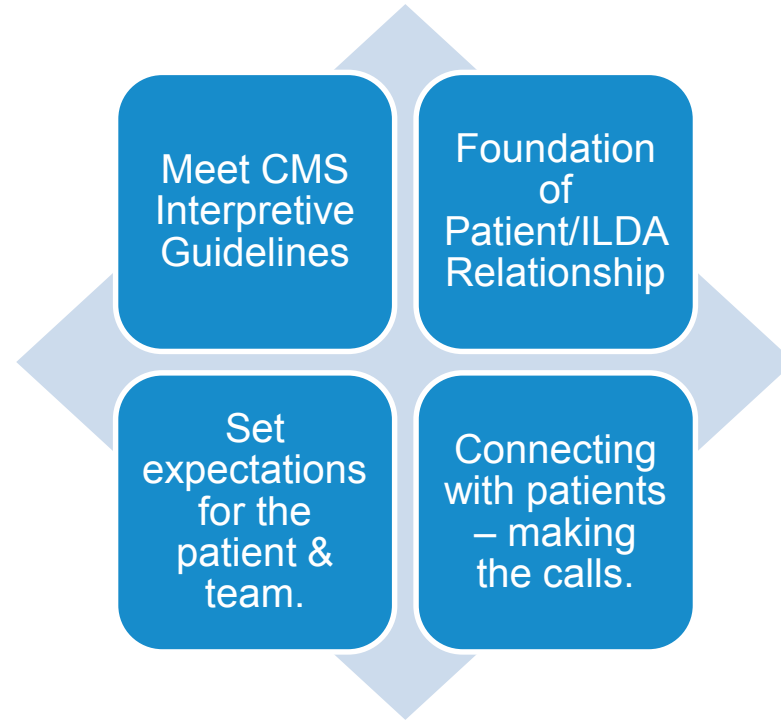 Meet CMS
Interpretive
Guidelines
Foundation
of
Patient/ILDA
Relationship
Set
expectations
for the
patient &
team.
Connecting
with patients
– making
the calls.